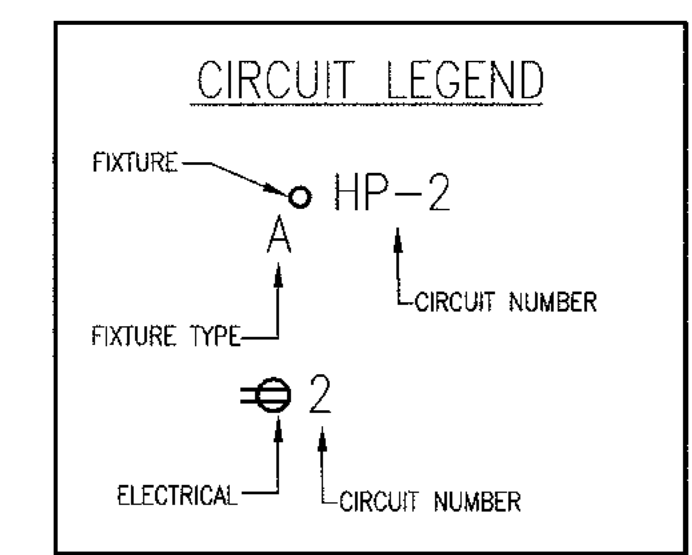 CIRCUIT LEGEND
FIXTURE
HP-2
A
CIRCUIT NUMBER
FIXTURE TYPE
2
ELECTRICAL
CIRCUIT NUMBER